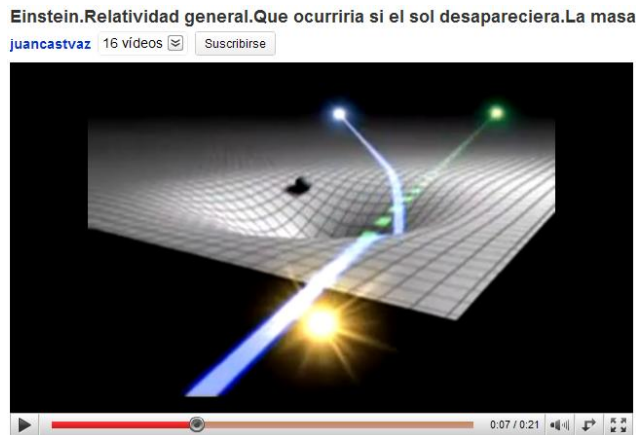 Einstein.Relatividad general.Que ocurriria si el sol desapareciera.La masa
juancastvaz 16 vídeos Suscribirse
0:07 / 0:21